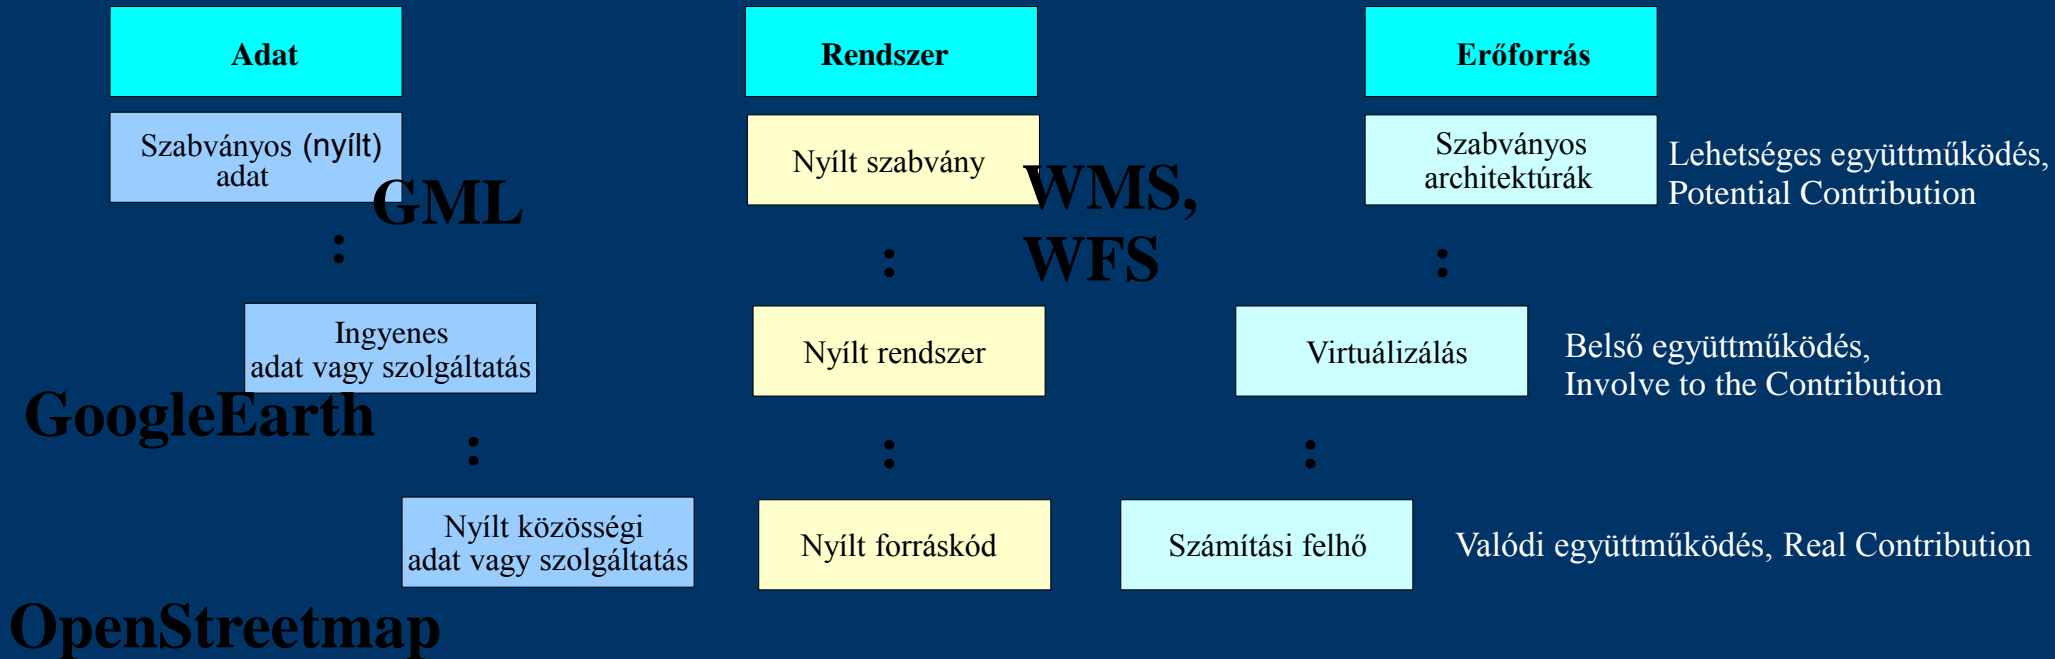 Adat
Rendszer
Erőforrás
Szabványos (nyílt)
adat
GML
Nyílt szabvány
WMS,
WFS
Szabványos
architektúrák
Lehetséges együttműködés,
Potential Contribution
:
:
:
Ingyenes
adat vagy szolgáltatás
GoogleEarth
Nyílt rendszer
Virtuálizálás
Belső együttműködés,
Involve to the Contribution
:
:
:
Nyílt közösségi
adat vagy szolgáltatás
OpenStreetmap
Nyílt forráskód
Számítási felhő
Valódi együttműködés, Real Contribution